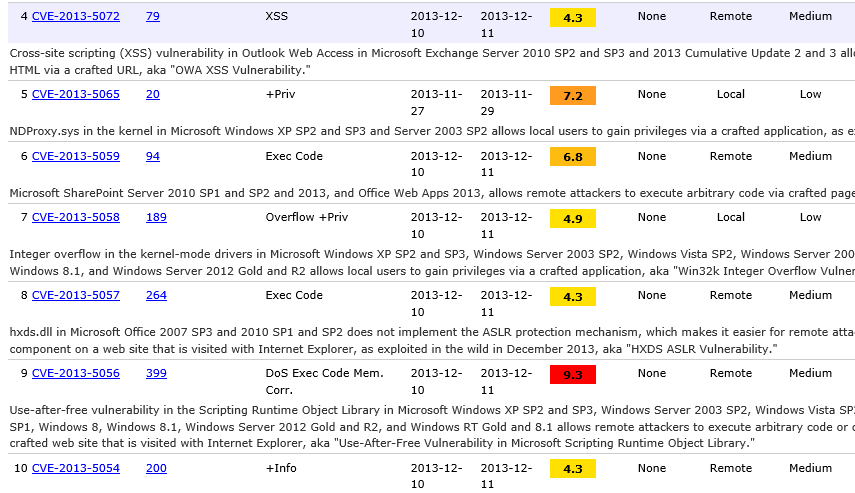 4 CVE-2013-5072 79 XSS 2013-12- 2013-12- 4.3 None Remote Medium
10 11
Cross-site scripting (XSS) vulnerability in Outlook Web Access in Microsoft Exchange Server 2010 SP2 and SP3 and 2013 Cumulative Update 2 and 3 allo
HTML via a crafted URL, aka "OWA XSS Vulnerability."
5 CVE-2013-5065 20 +Priv 2013-11- 2013-11- 7.2 None Local Low
27 29
NDProxy.sys in the kernel in Microsoft Windows XP SP2 and SP3 and Server 2003 SP2 allows local users to gain privileges via a crafted application, as ex
6 CVE-2013-5059 94 Exec Code 2013-12- 2013-12- 6.8 None Remote Medium
10 11
Microsoft SharePoint Server 2010 SP1 and SP2 and 2013, and Office Web Apps 2013, allows remote attackers to execute arbitrary code via crafted page
7 CVE-2013-5058 189 Overflow +Priv 2013-12- 2013-12- 4.9 None Local Low
10 11
Integer overflow in the kernel-mode drivers in Microsoft Windows XP SP2 and SP3, Windows Server 2003 SP2, Windows Vista SP2, Windows Server 200
Windows 8.1, and Windows Server 2012 Gold and R2 allows local users to gain privileges via a crafted application, aka "Win32k Integer Overflow Vulner
8 CVE-2013-5057 264 Exec Code 2013-12- 2013-12- 4.3 None Remote Medium
10 11
hxds.dll in Microsoft Office 2007 SP3 and 2010 SP1 and SP2 does not implement the ASLR protection mechanism, which makes it easier for remote atta
component on a web site that is visited with Internet Explorer, as exploited in the wild in December 2013, aka "HXDS ASLR Vulnerability."
9 CVE-2013-5056 399 DoS Exec Code Mem. 2013-12- 2013-12- 9.3 None Remote Medium
Corr. 10 11
Use-after-free vulnerability in the Scripting Runtime Object Library in Microsoft Windows XP SP2 and SP3, Windows Server 2003 SP2, Windows Vista SP2
SP1, Windows 8, Windows 8.1, Windows Server 2012 Gold and R2, and Windows RT Gold and 8.1 allows remote attackers to execute arbitrary code or c
crafted web site that is visited with Internet Explorer, aka "Use-After-Free Vulnerability in Microsoft Scripting Runtime Object Library."
10 CVE-2013-5054 200 +Info 2013-12- 2013-12- 4.3 None Remote Medium
10 11